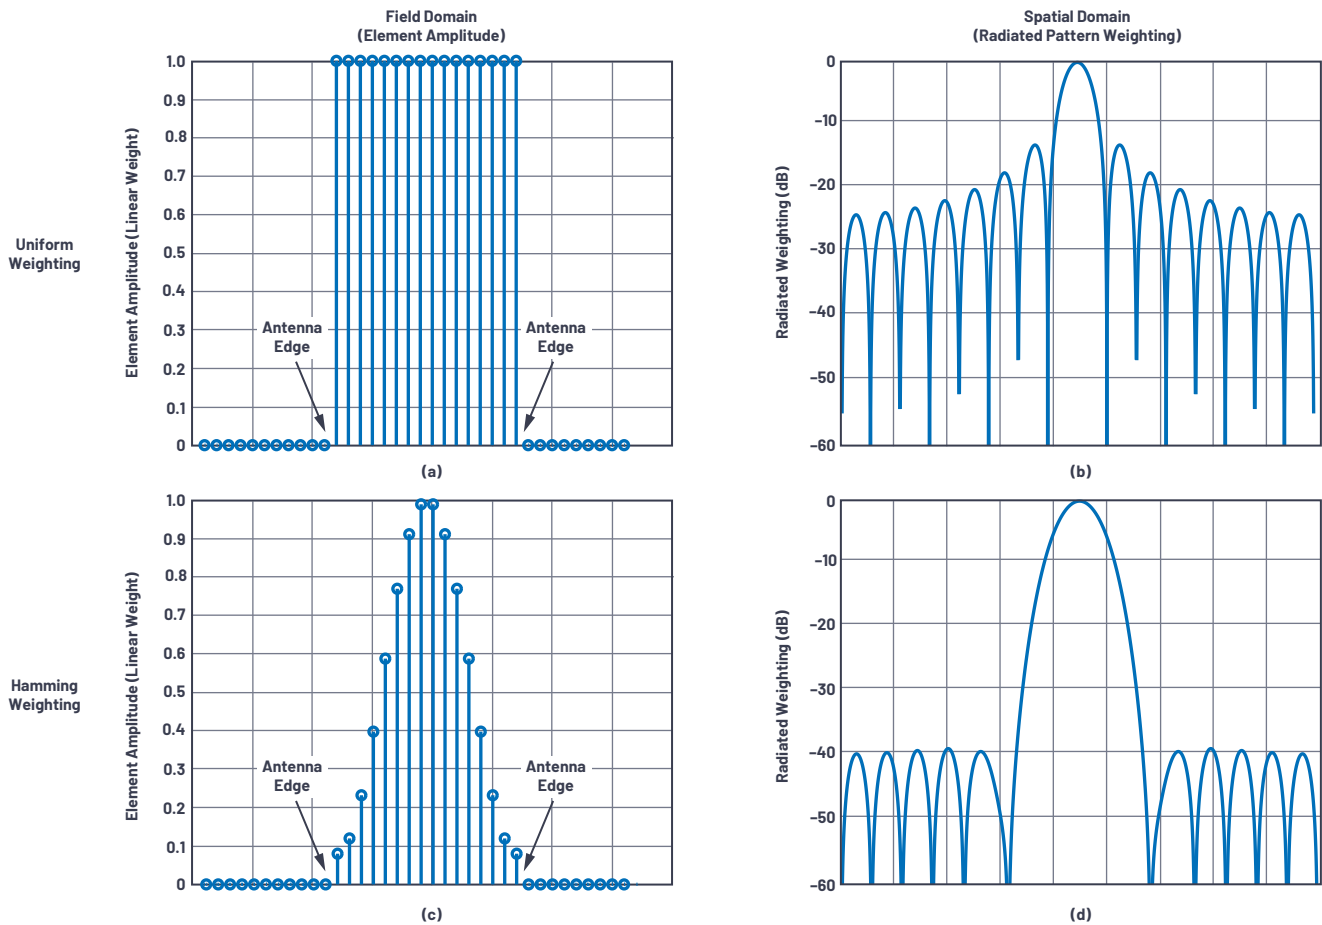 Field Domain
(Element Amplitude)
Spatial Domain
(Radiated Pattern Weighting)
Uniform
Weighting
Element Amplitude (Linear Weight)
1.0
0.9
0.8
0.7
0.6
0.5
0.4
0.3
0.2
0.1
0
Antenna
Edge
Antenna
Edge
(a)
Radiated Weighting (dB)
0
–10
–20
–30
–40
–50
–60
(b)
Hamming
Weighting
Element Amplitude (Linear Weight)
1.0
0.9
0.8
0.7
0.6
0.5
0.4
0.3
0.2
0.1
0
Antenna
Edge
Antenna
Edge
(c)
Radiated Weighting (dB)
0
–10
–20
–30
–40
–50
–60
(d)